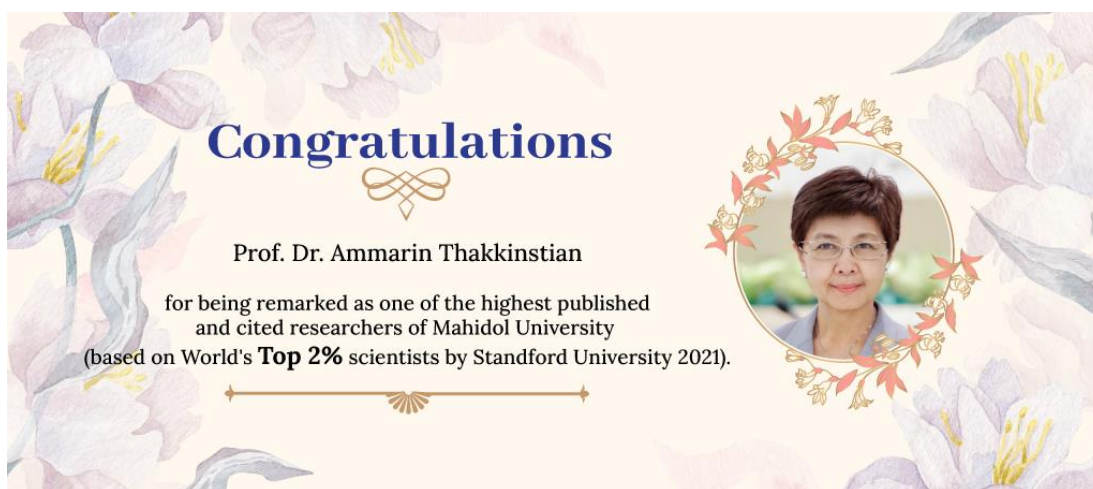 Congratulations
Prof. Dr. Ammarin Thakkinstian
for being remarked as one of the highest published
and cited researchers of Mahidol University
(based on World's Top 2% scientists by Standford University 2021).